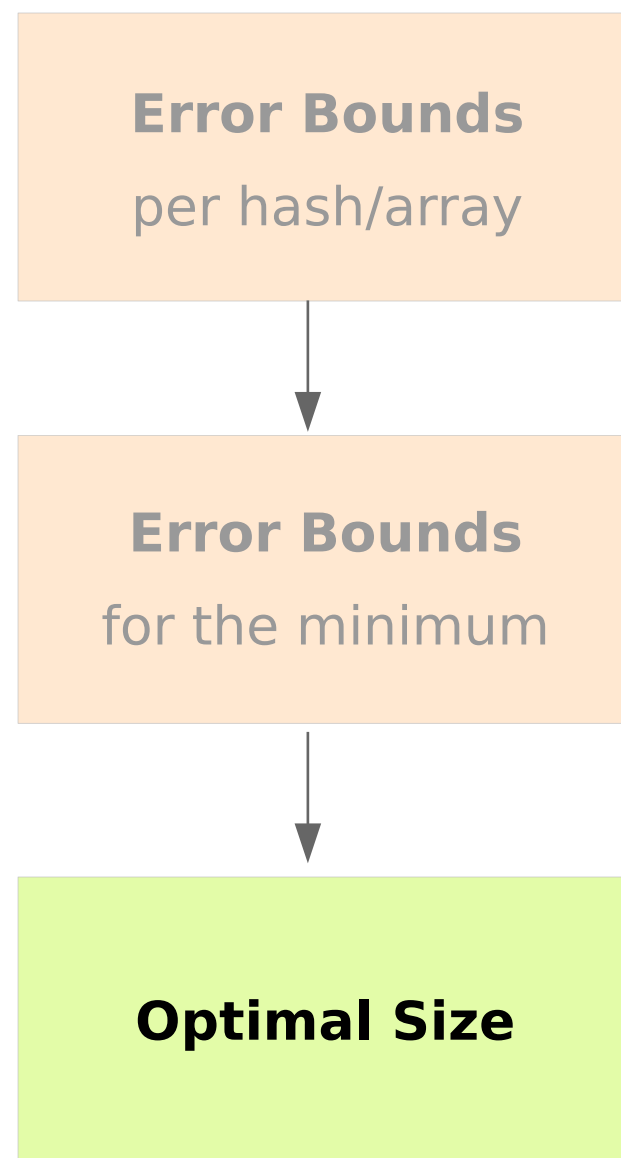 Error Bounds
per hash/array
Error Bounds
for the minimum
Optimal Size